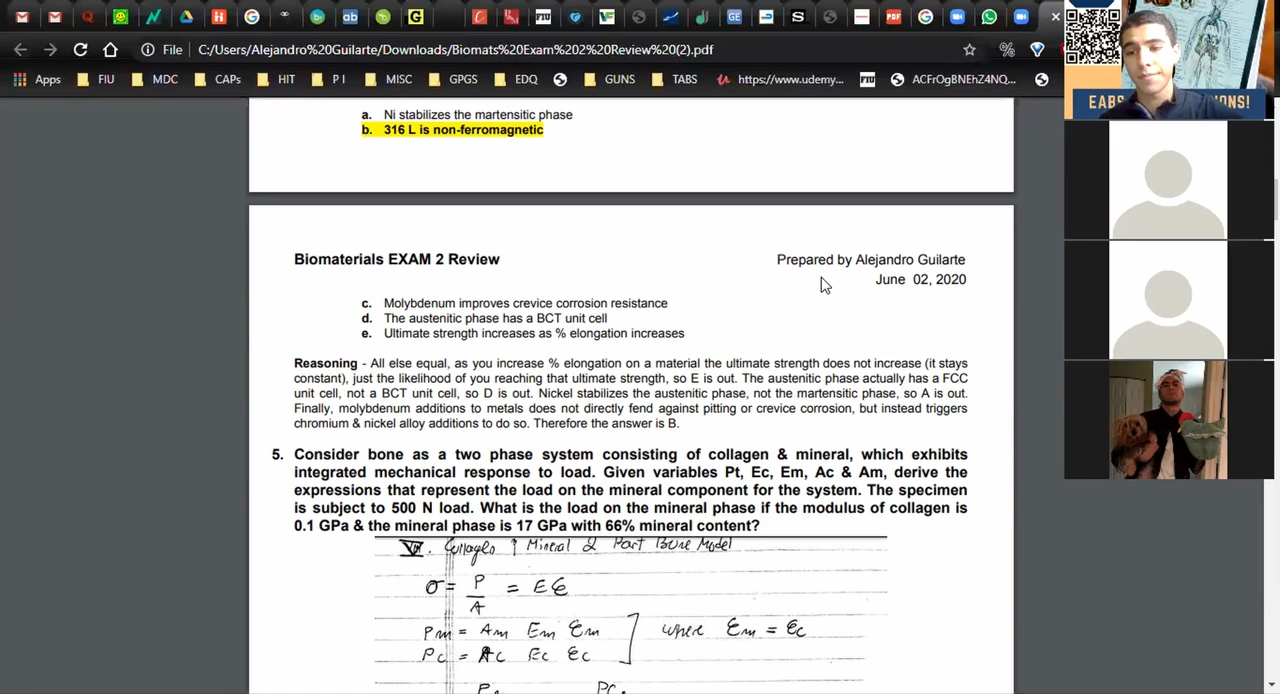 File C:/Users/Alejandro%20Guilarte/Downloads/Biomats%20Exam%202%20Review%20(2).pdf
Apps FIU MDC CAPs HIT P I MISC GPGS EDQ GUNS TABS https://www.udemy... FIU ACFrOgBNEhZ4NQ...
a. Ni stabilizes the martensitic phase
b. 316 L is non-ferromagnetic
Biomaterials EXAM 2 Review
Prepared by Alejandro Guilarte
June 02, 2020
c. Molybdenum improves crevice corrosion resistance
d. The austenitic phase has a BCT unit cell
e. Ultimate strength increases as % elongation increases
Reasoning - All else equal, as you increase % elongation on a material the ultimate strength does not increase (it stays
constant), just the likelihood of you reaching that ultimate strength, so E is out. The austenitic phase actually has a FCC
unit cell, not a BCT unit cell, so D is out. Nickel stabilizes the austenitic phase, not the martensitic phase, so A is out.
Finally, molybdenum additions to metals does not directly fend against pitting or crevice corrosion, but instead triggers
chromium & nickel alloy additions to do so. Therefore the answer is B.
5. Consider bone as a two phase system consisting of collagen & mineral, which exhibits
integrated mechanical response to load. Given variables Pt, Ec, Em, Ac & Am, derive the
expressions that represent the load on the mineral component for the system. The specimen
is subject to 500 N load. What is the load on the mineral phase if the modulus of collagen is
0.1 GPa & the mineral phase is 17 GPa with 66% mineral content?
Mineral 2 Part Bone Model
σ = P/A = E ε
Pm = Am Em εm
Pc = Ac Ec εc
where εm = εc